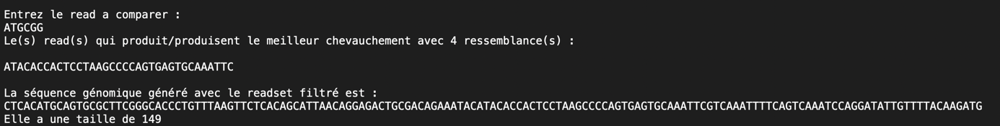 Entrez le read a comparer :
ATGCGG
Le(s) read(s) qui produit/produisent le meilleur chevauchement avec 4 ressemblance(s) :
ATACACCACTCCTAAGCCCCAGTGAGTGCAAATTC
La séquence génomique généré avec le readset filtré est :
CTCACATGCAGTGCGCTTCGGGCACCCTGTTTAAGTTCTCACAGCATTAACAGGAGACTGCGACAGAAATACATACACCACTCCTAAGCCCCAGTGAGTGCAAATTCGTCAAATTTTCAGTCAAATCCAGGATATTGTTTTACAAGATG
Elle a une taille de 149